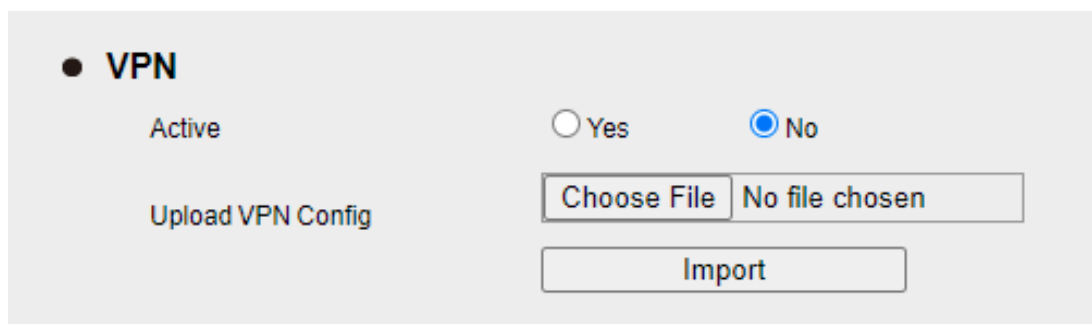 VPN
Active Yes No
Upload VPN Config Choose File No file chosen
Import